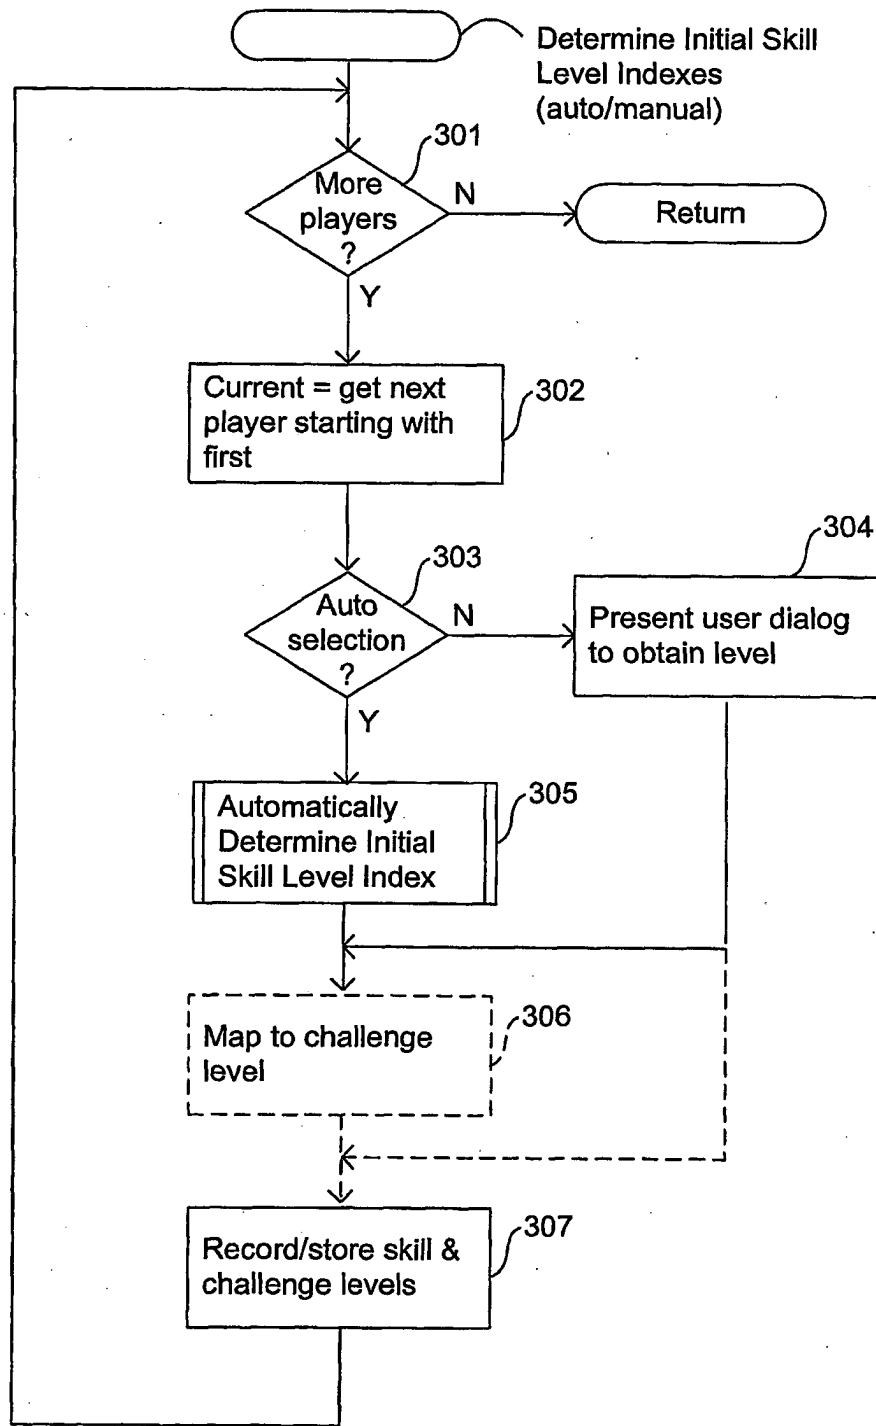 Determine Initial Skill
Level Indexes
(auto/manual)
301
More
players
?
N
Return
Y
Current = get next
player starting with
first
302
303
Auto
selection
?
N
304
Present user dialog
to obtain level
Y
Automatically
Determine Initial
Skill Level Index
305
Map to challenge
level
306
Record/store skill &
challenge levels
307